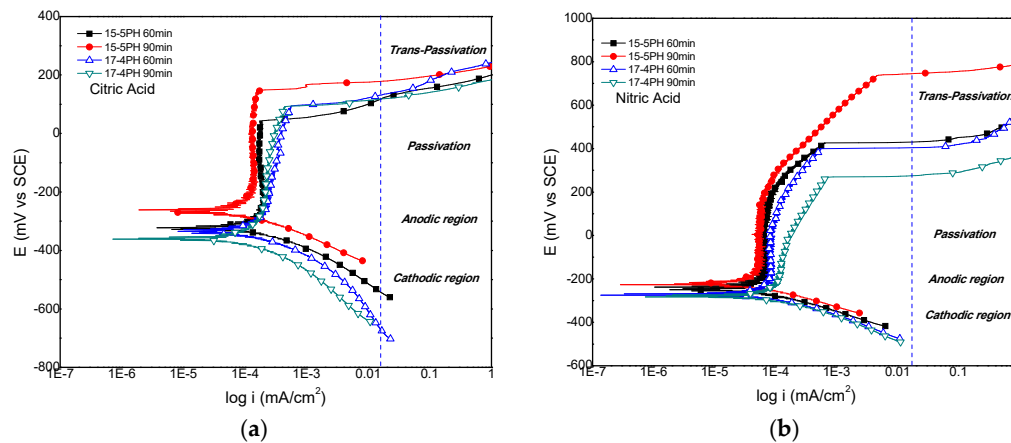 400
200
0
-200
-400
-600
-800
E (mV vs SCE)
15-5PH 60min
15-5PH 90min
17-4PH 60min
17-4PH 90min
Citric Acid
Trans-Passivation
Passivation
Anodic region
Cathodic region
1E-7 1E-6 1E-5 1E-4 1E-3 0.01 0.1 1
log i (mA/cm²)
(a)
1000
800
600
400
200
0
-200
-400
-600
E (mV vs SCE)
15-5PH 60min
15-5PH 90min
17-4PH 60min
17-4PH 90min
Nitric Acid
Trans-Passivation
Passivation
Anodic region
Cathodic region
1E-7 1E-6 1E-5 1E-4 1E-3 0.01 0.1
log i (mA/cm²)
(b)